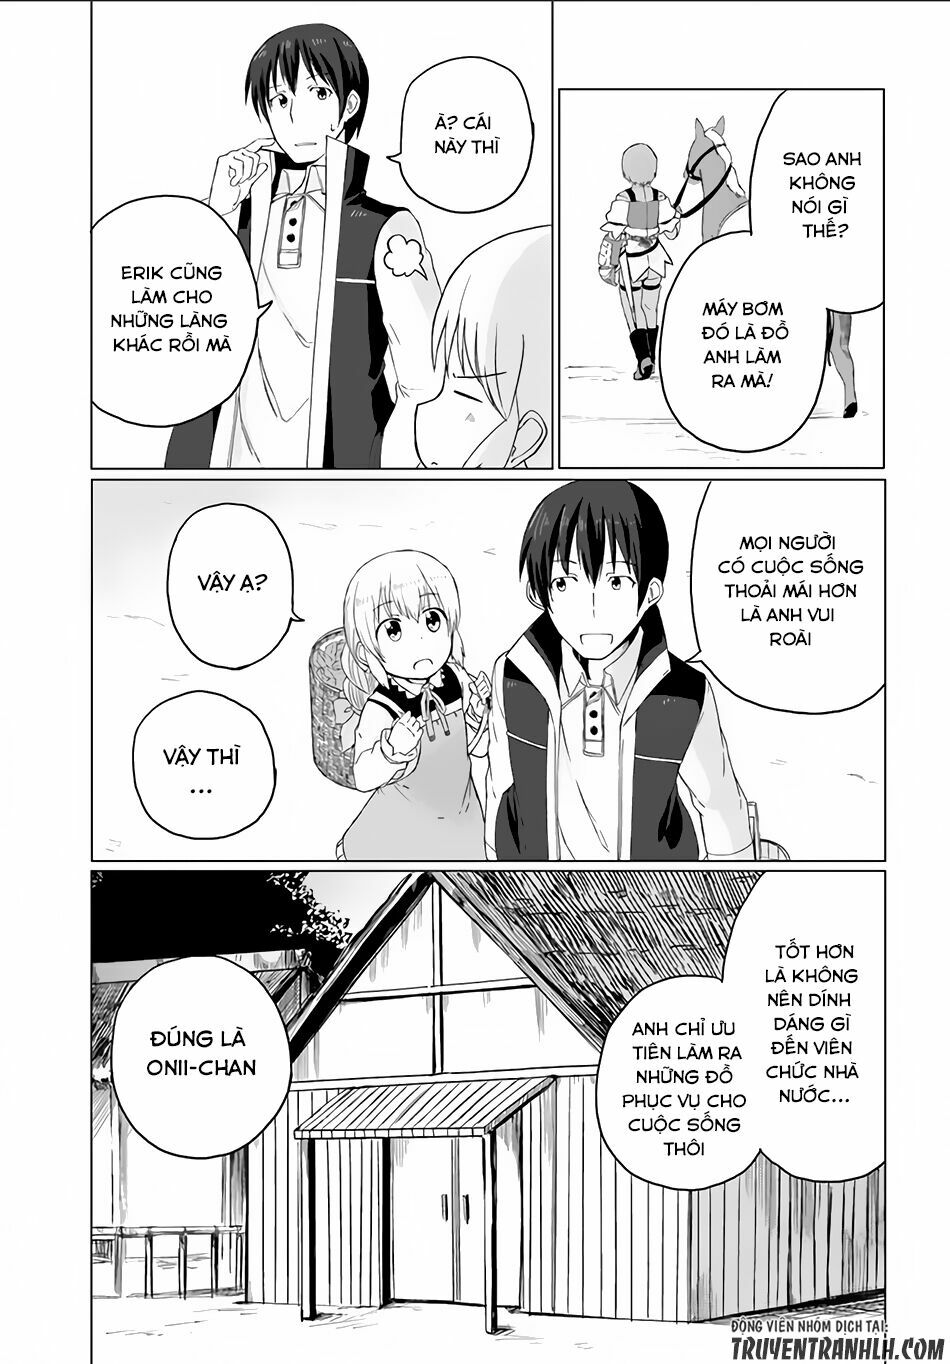 SAO ANH
KHÔNG
NÓI GÌ
THẾ?
MÁY BƠM
ĐÓ LÀ ĐỒ
ANH LÀM
RA MÀ!
À? CÁI
NÀY THÌ
ERIK CŨNG
LÀM CHO
NHỮNG LÀNG
KHÁC RỒI MÀ
MỌI NGƯỜI
CÓ CUỘC SỐNG
THOẢI MÁI HƠN
LÀ ANH VUI
ROÀI
VẬY Ạ?
VẬY THÌ
...
TỐT HƠN
LÀ KHÔNG
NÊN DÍNH
DÁNG GÌ
ĐẾN VIÊN
CHỨC NHÀ
NƯỚC...
ANH CHỈ ƯU
TIÊN LÀM RA
NHỮNG ĐỒ
PHỤC VỤ CHO
CUỘC SỐNG
THÔI
ĐÚNG LÀ
ONII-CHAN
ĐỘNG VIÊN NHÓM DỊCH TẠI:
TRUYENTRANHLH.COM